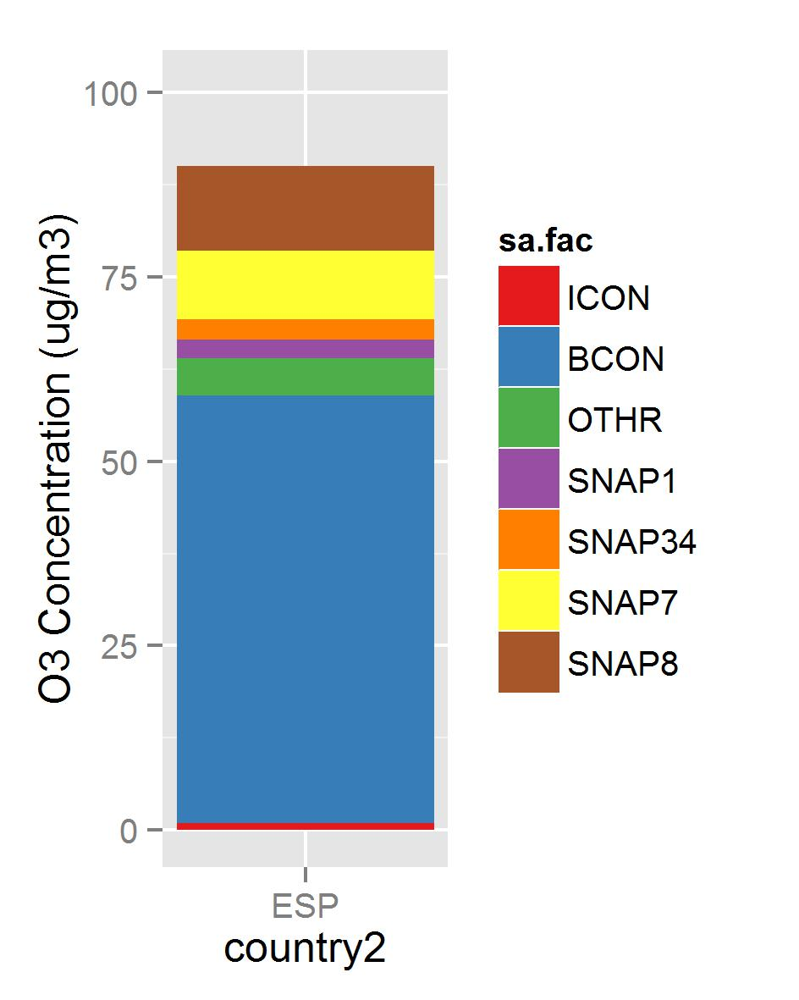 O3 Concentration (ug/m3)
100
75
50
25
0
ESP
country2
sa.fac
ICON
BCON
OTHR
SNAP1
SNAP34
SNAP7
SNAP8